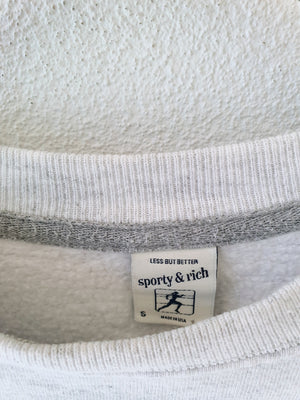 LESS BUT BETTER
sporty & rich
S
MADE IN USA